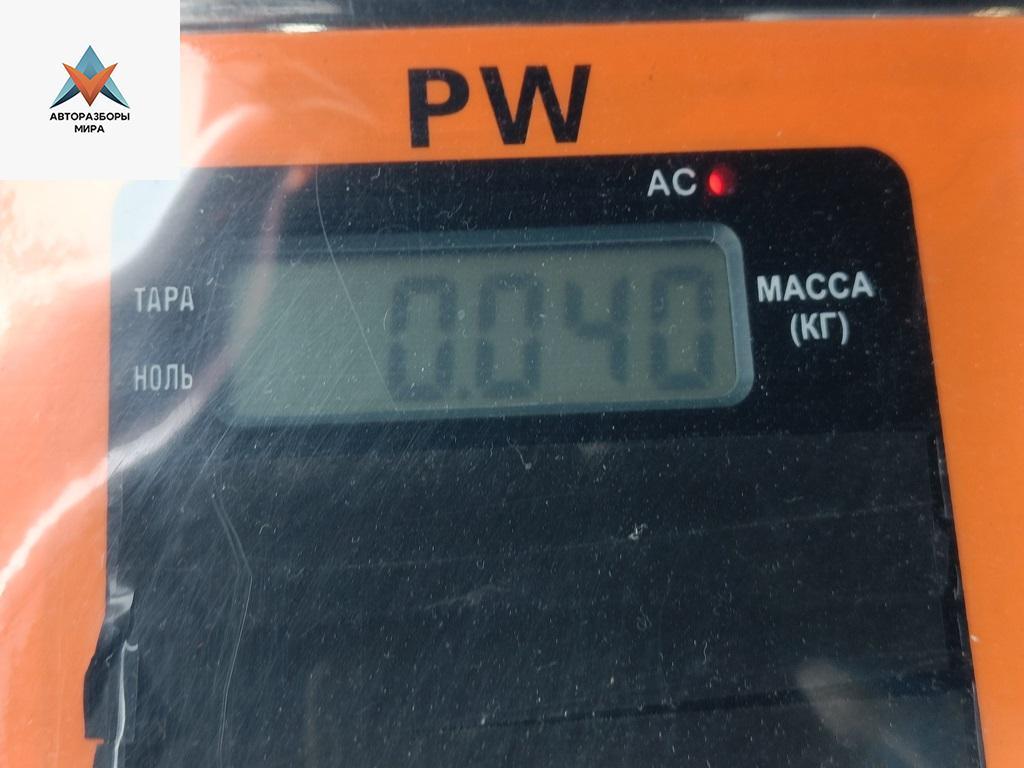 АВТОРАЗБОРЫ
МИРА
PW
AC
ТАРА
НОЛЬ
0.040
МАССА
(КГ)